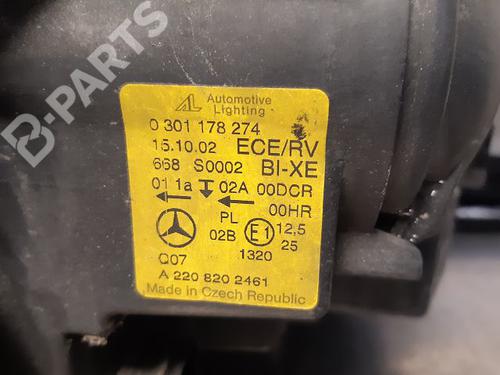 B-PARTS
AL Automotive
Lighting
0 301 178 274
15.10.02 ECE/RV
668 S0002 BI-XE
01 1a 02A 00DCR
00HR
PL 12,5
02B E1 25
1320
Q07
A 220 820 2461
Made in Czech Republic